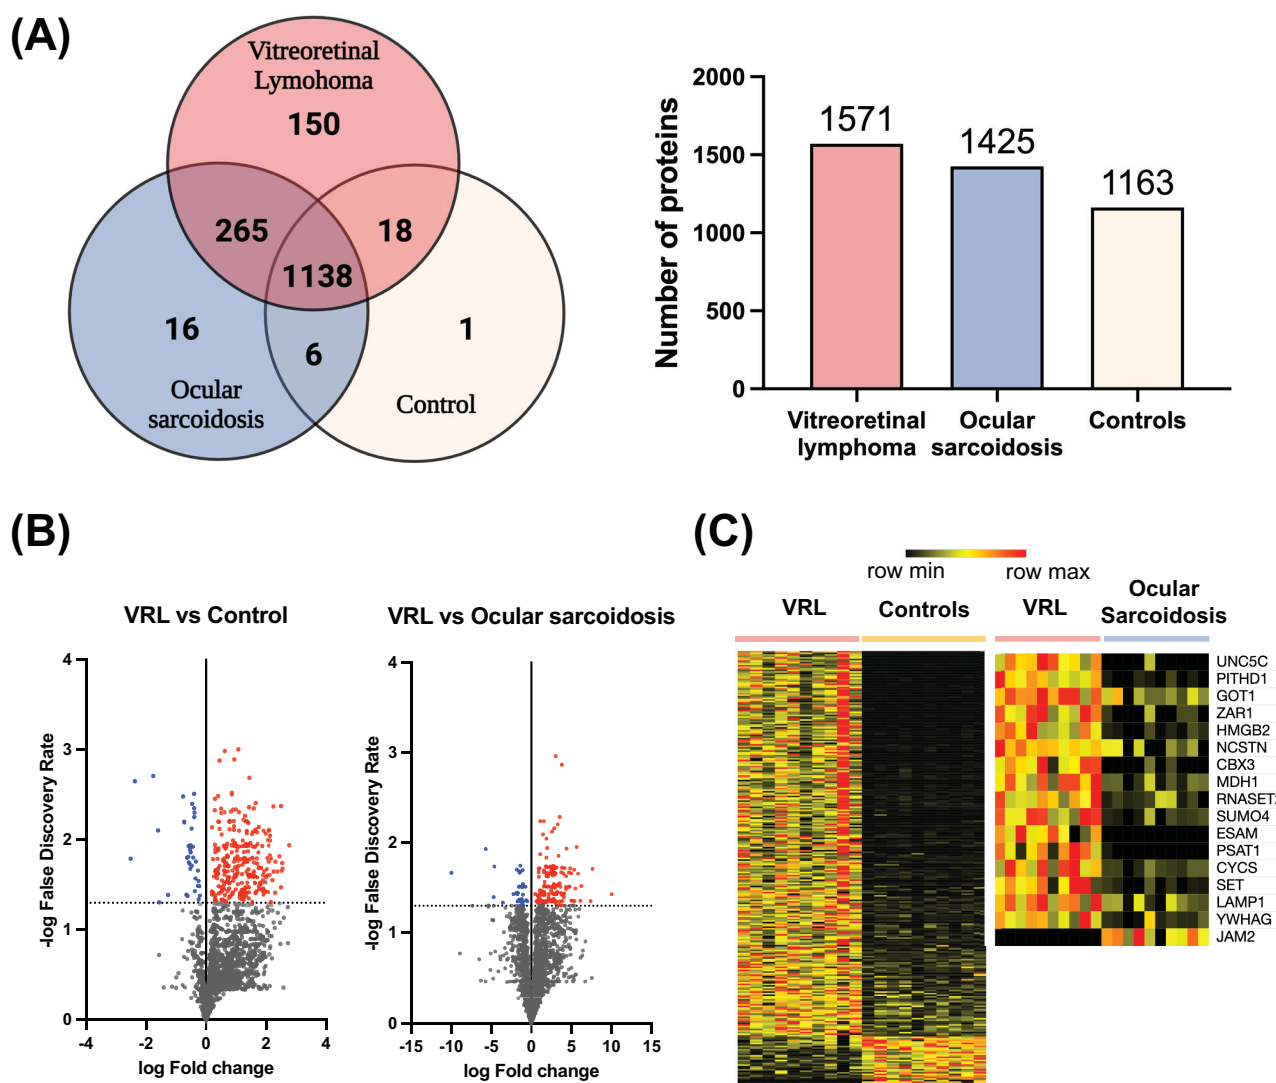 (A)
Vitreoretinal
Lymohoma
150
265
18
1138
16
1
6
Ocular
sarcoidosis
Control
Number of proteins
2000
1500
1000
500
0
1571
1425
1163
Vitreoretinal
lymphoma
Ocular
sarcoidosis
Controls
(B)
VRL vs Control
-log False Discovery Rate
4
3
2
1
0
-4
-2
0
2
4
log Fold change
VRL vs Ocular sarcoidosis
-log False Discovery Rate
4
3
2
1
0
-15
-10
-5
0
5
10
15
log Fold change
(C)
row min
row max
VRL
Controls
VRL
Ocular
Sarcoidosis
UNC5C
PITHD1
GOT1
ZAR1
HMGB2
NCSTN
CBX3
MDH1
RNASET
SUMO4
ESAM
PSAT1
CYCS
SET
LAMP1
YWHAG
JAM2